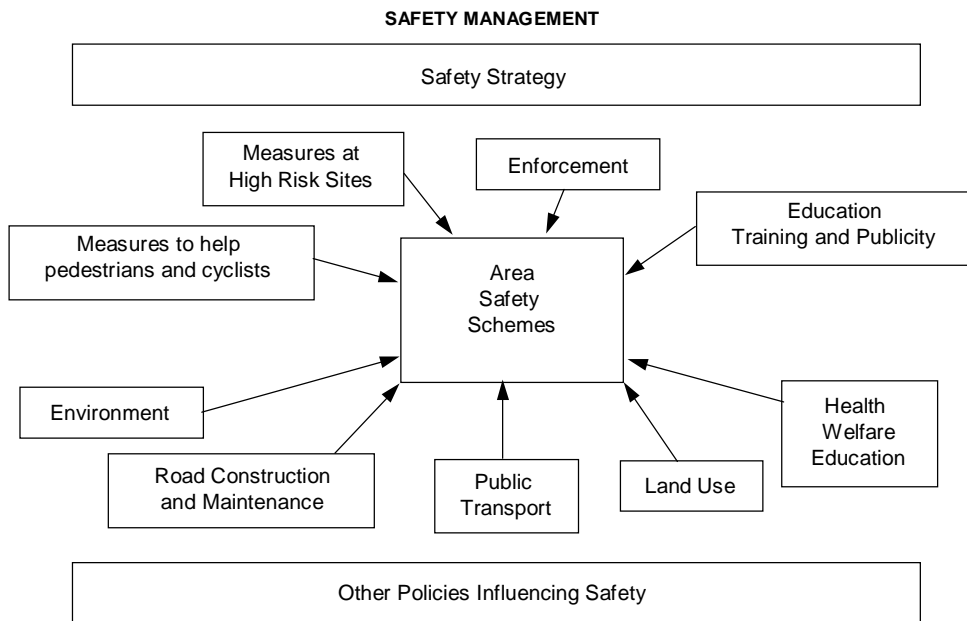 SAFETY MANAGEMENT
Safety Strategy
Measures at
High Risk Sites
Enforcement
Education
Training and Publicity
Measures to help
pedestrians and cyclists
Area
Safety
Schemes
Environment
Health
Welfare
Education
Road Construction
and Maintenance
Public
Transport
Land Use
Other Policies Influencing Safety